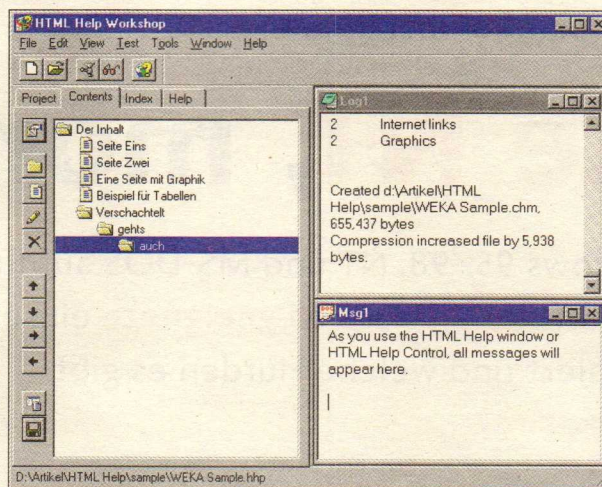 HTML Help Workshop
File Edit View Test Tools Window Help
Project Contents Index Help
Der Inhalt
Seite Eins
Seite Zwei
Eine Seite mit Graphik
Beispiel für Tabellen
Verschachtelt
gehts
auch
Log1
2 Internet links
2 Graphics
Created d:\Artikel\HTML
Help\sample\WEKA Sample.chm,
655,437 bytes
Compression increased file by 5,938
bytes.
Msg1
As you use the HTML Help window or
HTML Help Control, all messages will
appear here.
D:\Artikel\HTML Help\sample\WEKA Sample.hhp